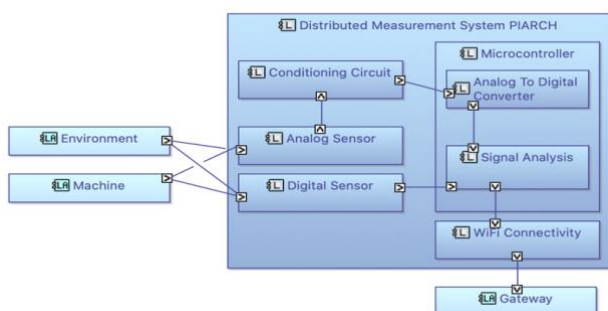 Distributed Measurement System PIARCH
Microcontroller
Conditioning Circuit
Analog To Digital
Converter
Environment
Analog Sensor
Signal Analysis
Machine
Digital Sensor
WiFi Connectivity
Gateway